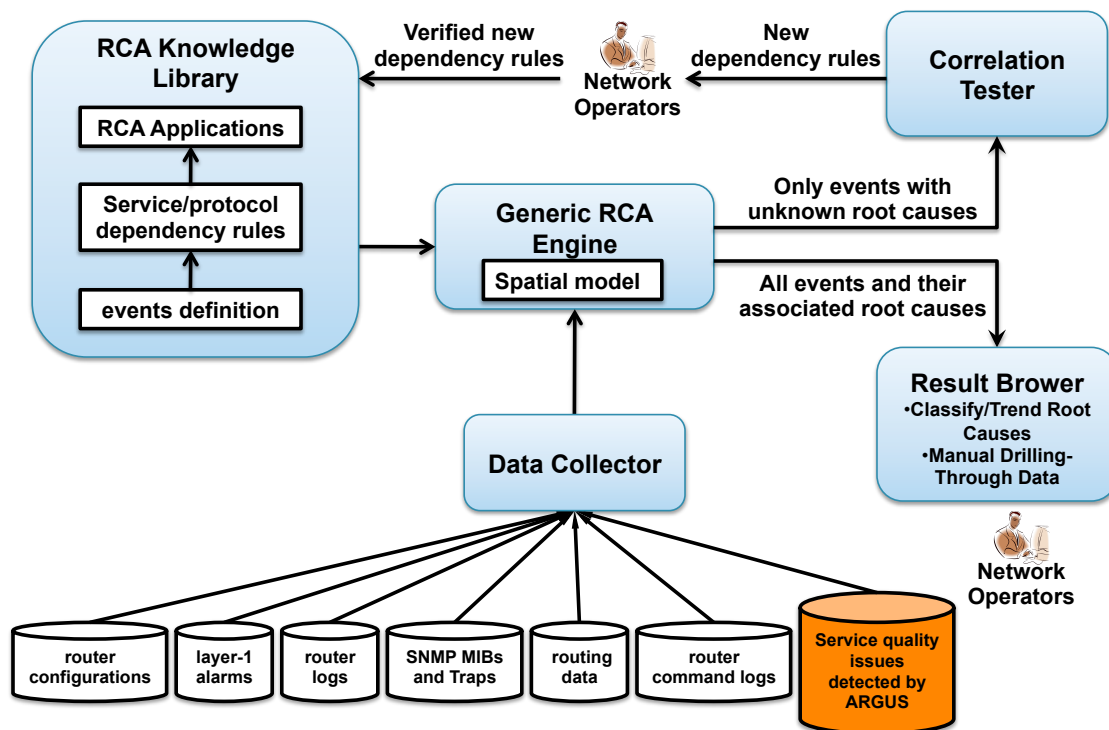 RCA Knowledge
Library
RCA Applications
Service/protocol
dependency rules
events definition
Verified new
dependency rules
Network
Operators
New
dependency rules
Correlation
Tester
Generic RCA
Engine
Spatial model
Only events with
unknown root causes
All events and their
associated root causes
Result Brower
•Classify/Trend Root
Causes
•Manual Drilling-
Through Data
Network
Operators
Data Collector
router
configurations
layer-1
alarms
router
logs
SNMP MIBs
and Traps
routing
data
router
command logs
Service quality
issues
detected by
ARGUS